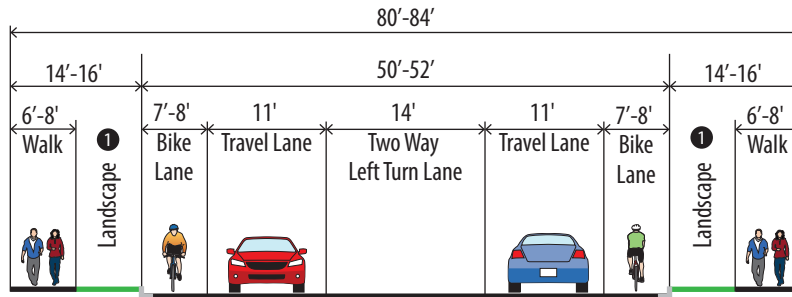 80′-84′
14′-16'
50′-52′
14′-16'
6′-8'
7′-8'
11'
14'
11'
7′-8'
6′-8'
Walk
1
Landscape
Bike
Lane
Travel Lane
Two Way
Left Turn Lane
Travel Lane
Bike
Lane
1
Landscape
Walk